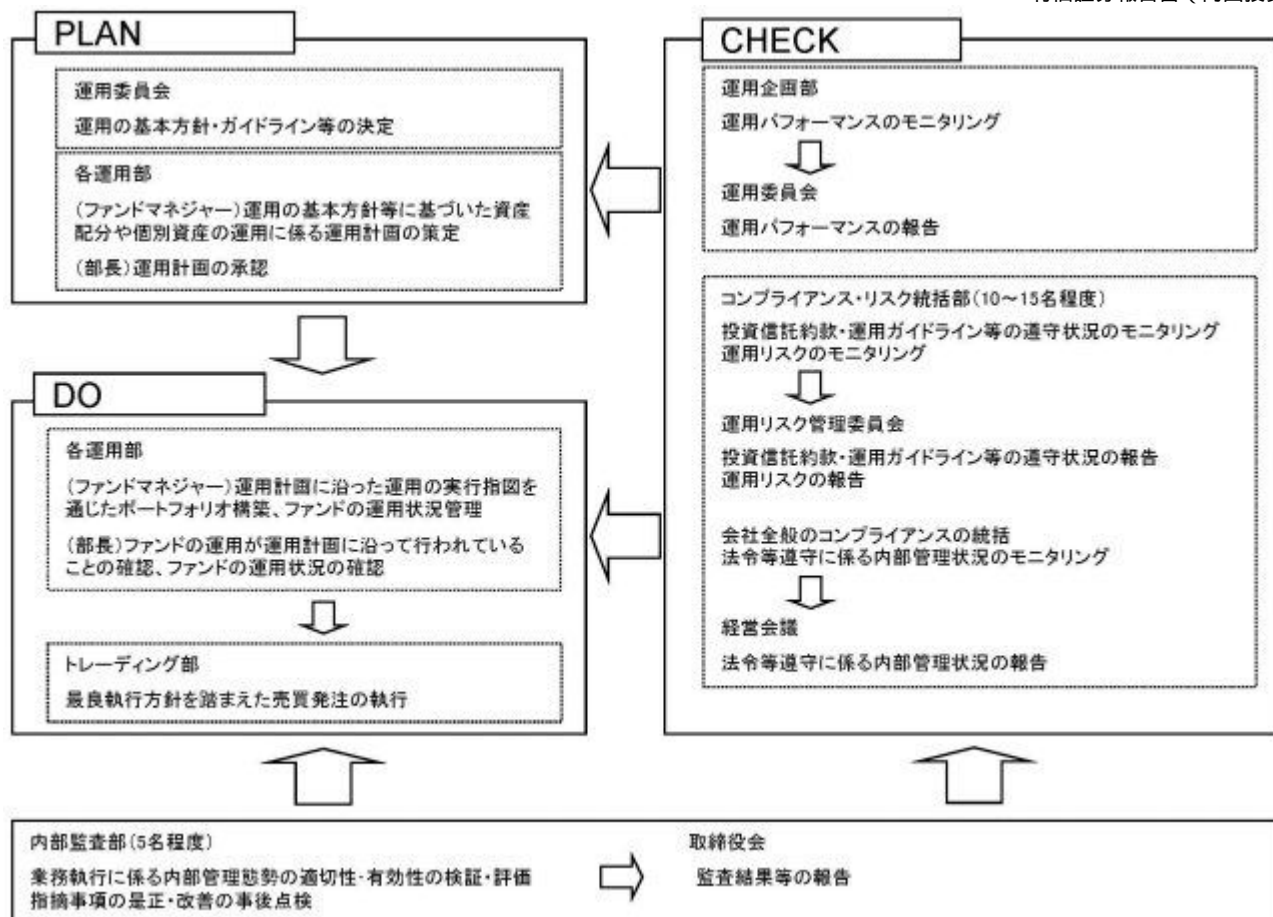 PLAN
運用委員会
運用の基本方針・ガイドライン等の決定
各運用部
(ファンドマネジャー)運用の基本方針等に基づいた資産
配分や個別資産の運用に係る運用計画の策定
(部長)運用計画の承認
DO
各運用部
(ファンドマネジャー)運用計画に沿った運用の実行指図を
通じたポートフォリオ構築、ファンドの運用状況管理
(部長)ファンドの運用が運用計画に沿って行われている
ことの確認、ファンドの運用状況の確認
トレーディング部
最良執行方針を踏まえた売買発注の執行
CHECK
運用企画部
運用パフォーマンスのモニタリング
運用委員会
運用パフォーマンスの報告
コンプライアンス・リスク統括部(10~15名程度)
投資信託約款・運用ガイドライン等の遵守状況のモニタリング
運用リスクのモニタリング
運用リスク管理委員会
投資信託約款・運用ガイドライン等の遵守状況の報告
運用リスクの報告
会社全般のコンプライアンスの統括
法令等遵守に係る内部管理状況のモニタリング
経営会議
法令等遵守に係る内部管理状況の報告
内部監査部(5名程度)
業務執行に係る内部管理態勢の適切性・有効性の検証・評価
指摘事項の是正・改善の事後点検
取締役会
監査結果等の報告